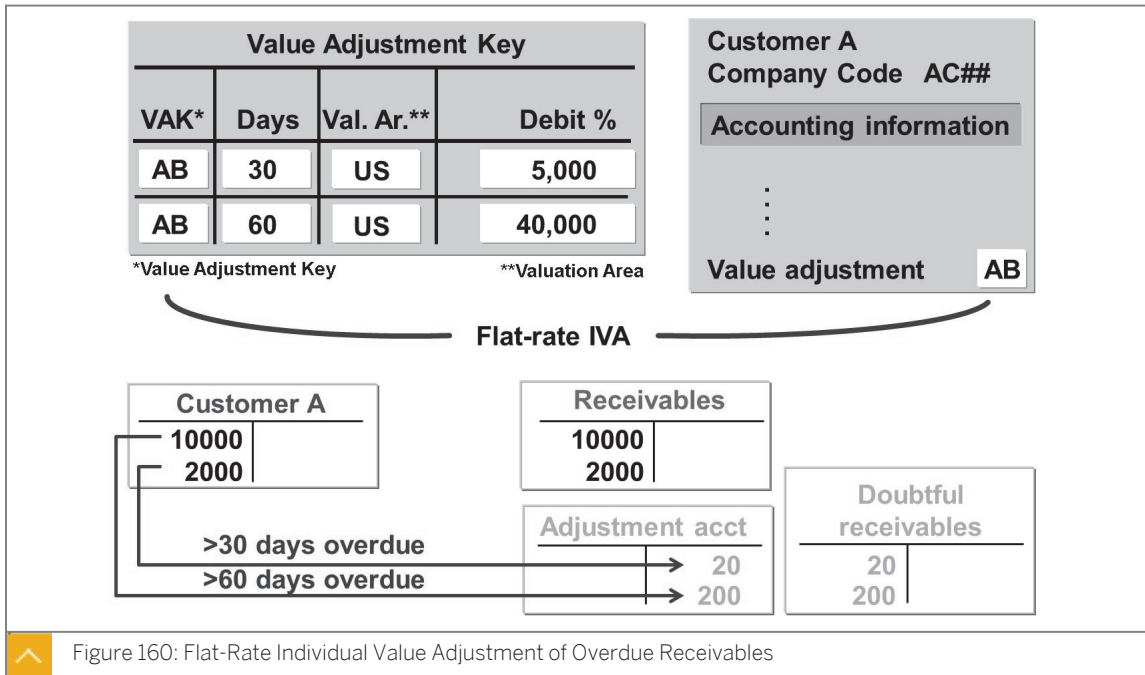 Value Adjustment Key
VAK* Days Val. Ar.** Debit %
AB 30 US 5,000
AB 60 US 40,000
*Value Adjustment Key **Valuation Area
Customer A
Company Code AC##
Accounting information
Value adjustment AB
Flat-rate IVA
Customer A
10000
2000
Receivables
10000
2000
>30 days overdue
>60 days overdue
Adjustment acct
20
200
Doubtful
receivables
20
200
Figure 160: Flat-Rate Individual Value Adjustment of Overdue Receivables